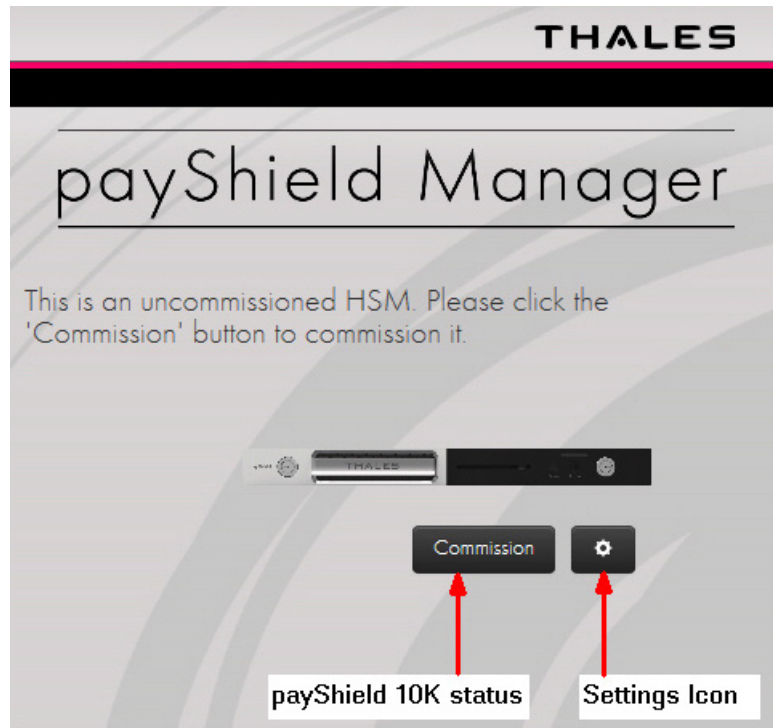 THALES
payShield Manager
This is an uncommissioned HSM. Please click the
'Commission' button to commission it.
THALES
Commission
payShield 10K status
Settings Icon